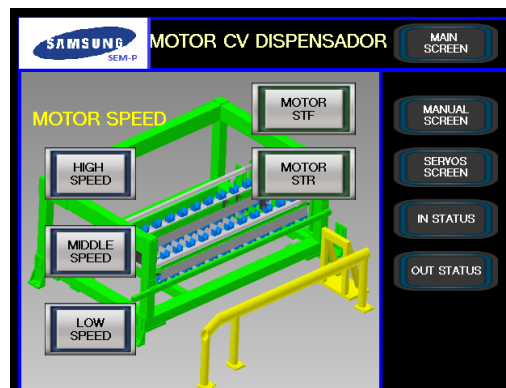 SAMSUNG
SEM-P
MOTOR CV DISPENSADOR
MAIN
SCREEN
MOTOR SPEED
MOTOR
STF
MANUAL
SCREEN
HIGH
SPEED
MOTOR
STR
SERVOS
SCREEN
MIDDLE
SPEED
IN STATUS
OUT STATUS
LOW
SPEED